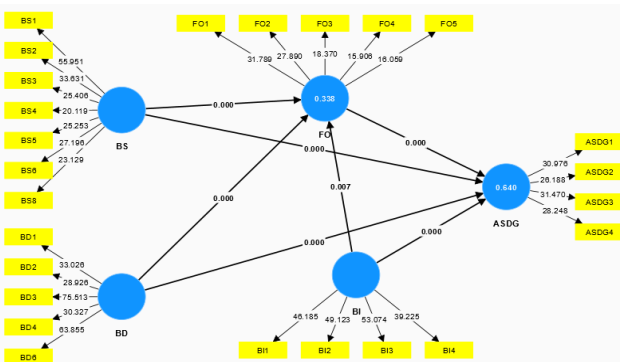 BS1
BS2
BS3
BS4
BS5
BS6
BS8
55.951
33.631
25.406
20.119
25.253
27.196
23.129
BS
FO1
FO2
FO3
FO4
FO5
31.789
27.890
18.370
15.906
16.059
0.338
FO
0.000
0.000
0.000
0.000
0.007
0.000
0.000
0.640
ASDG
ASDG1
ASDG2
ASDG3
ASDG4
30.976
26.188
31.470
28.248
BD1
BD2
BD3
BD4
BD6
33.026
28.926
75.513
30.327
63.855
BD
BI
46.185
49.123
53.074
39.225
BI1
BI2
BI3
BI4